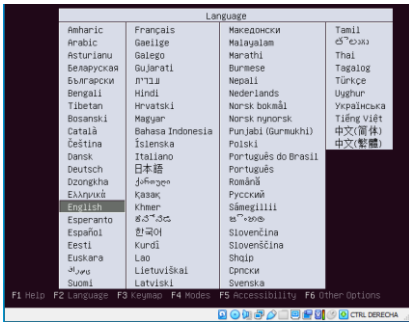 Language
Amharic
Arabic
Asturianu
Беларуская
Български
Bengali
Tibetan
Bosanski
Català
Čeština
Dansk
Deutsch
Dzongkha
Ελληνικά
English
Esperanto
Español
Eesti
Euskara
Suomi
Français
Gaeilge
Galego
Gujarati
עברית
Hindi
Hrvatski
Magyar
Bahasa Indonesia
Íslenska
Italiano
日本語
ქართული
Қазақ
Khmer
ಕನ್ನಡ
한국어
Kurdî
Lao
Lietuviškai
Latviski
Македонски
Malayalam
Marathi
Burmese
Nepali
Nederlands
Norsk bokmål
Norsk nynorsk
Punjabi (Gurmukhi)
Polski
Português do Brasil
Português
Română
Русский
Sámegillii
සිංහල
Slovenčina
Slovenščina
Shqip
Српски
Svenska
Tamil
తెలుగు
Thai
Tagalog
Türkçe
Uyghur
Українська
Tiếng Việt
中文(简体)
中文(繁體)
F1 Help F2 Language F3 Keymap F4 Modes F5 Accessibility F6 Other Options
CTRL DERECHA